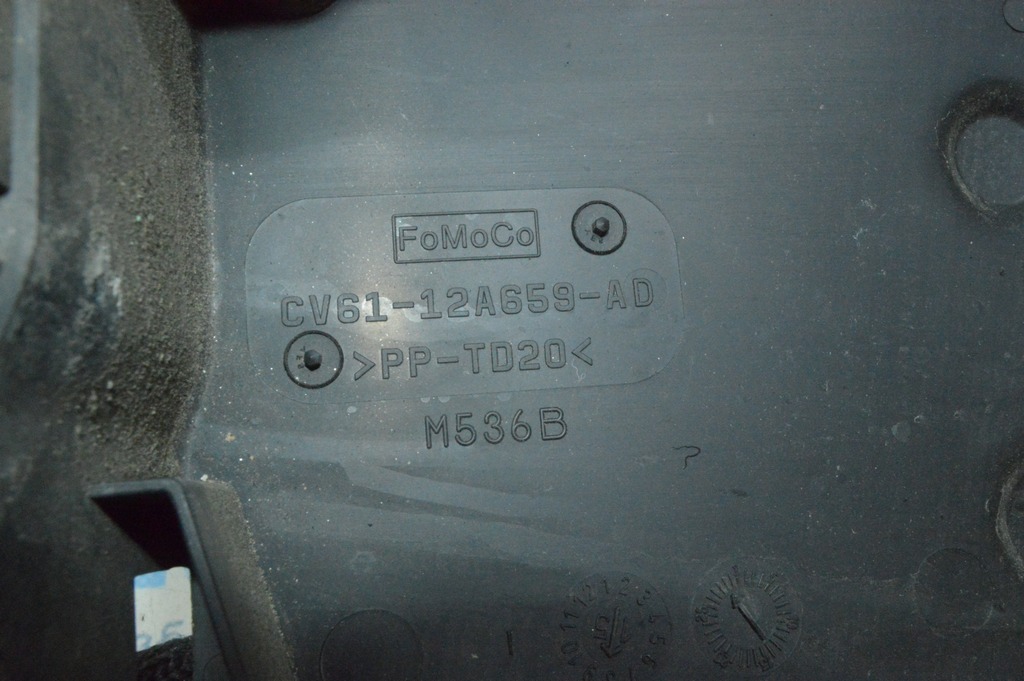 FoMoCo
CV61-12A659-AD
>PP-TD20<
M536B